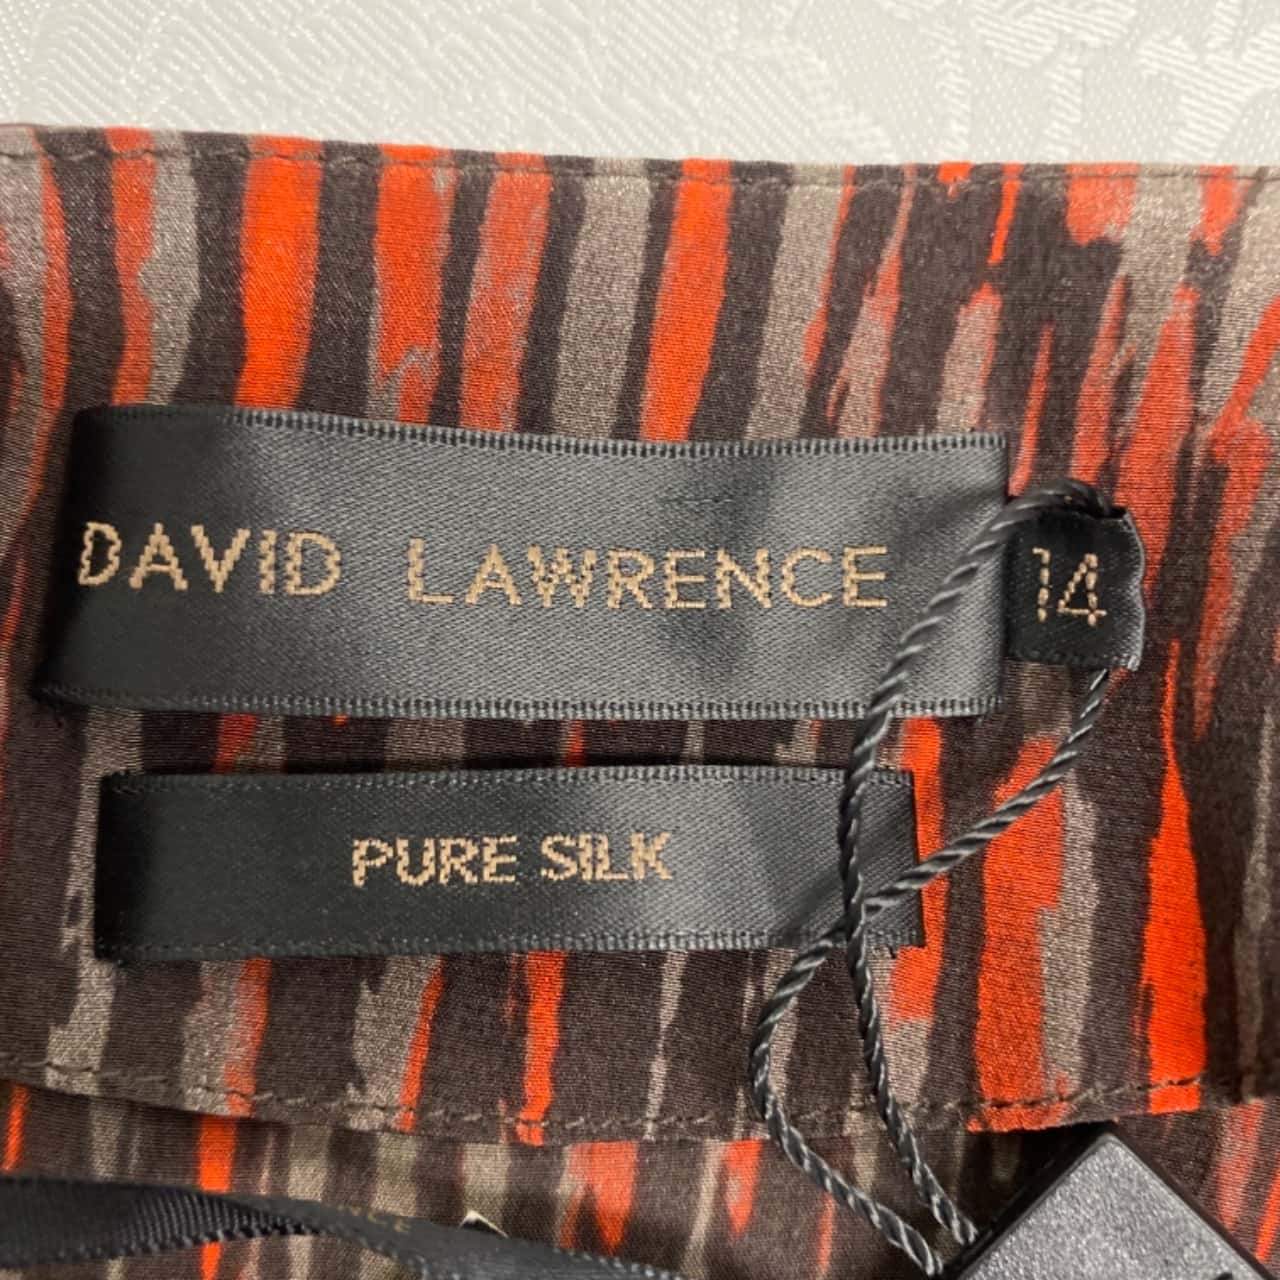 DAVID LAWRENCE
14
PURE SILK